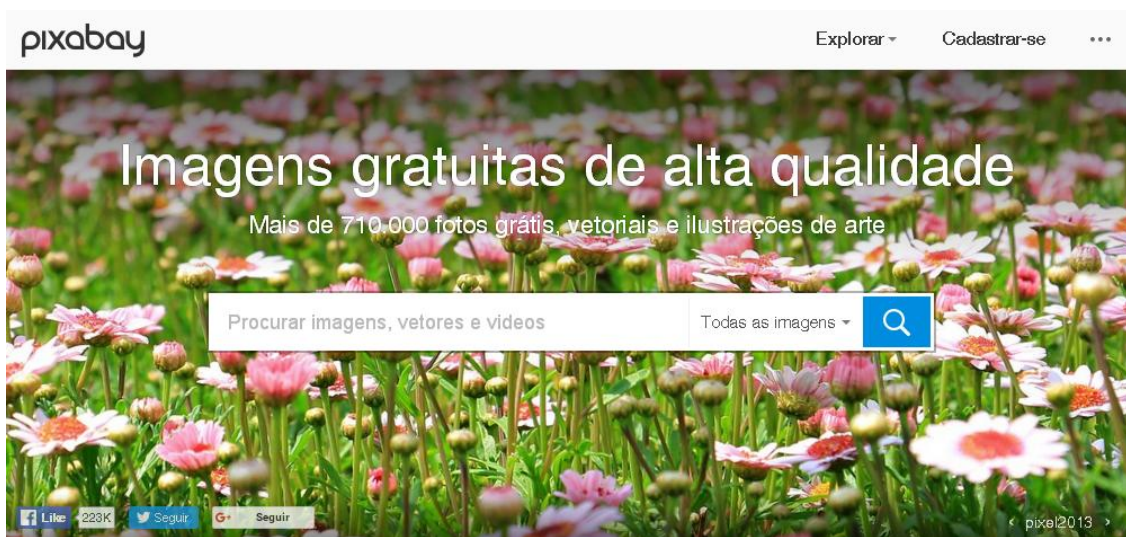 pixabay
Explorar Cadastrar-se ...
Imagens gratuitas de alta qualidade
Mais de 710.000 fotos grátis, vetoriais e ilustrações de arte
Procurar imagens, vetores e videos Todas as imagens
Like 223K Seguir G+ Seguir
‹ pixel2013 ›